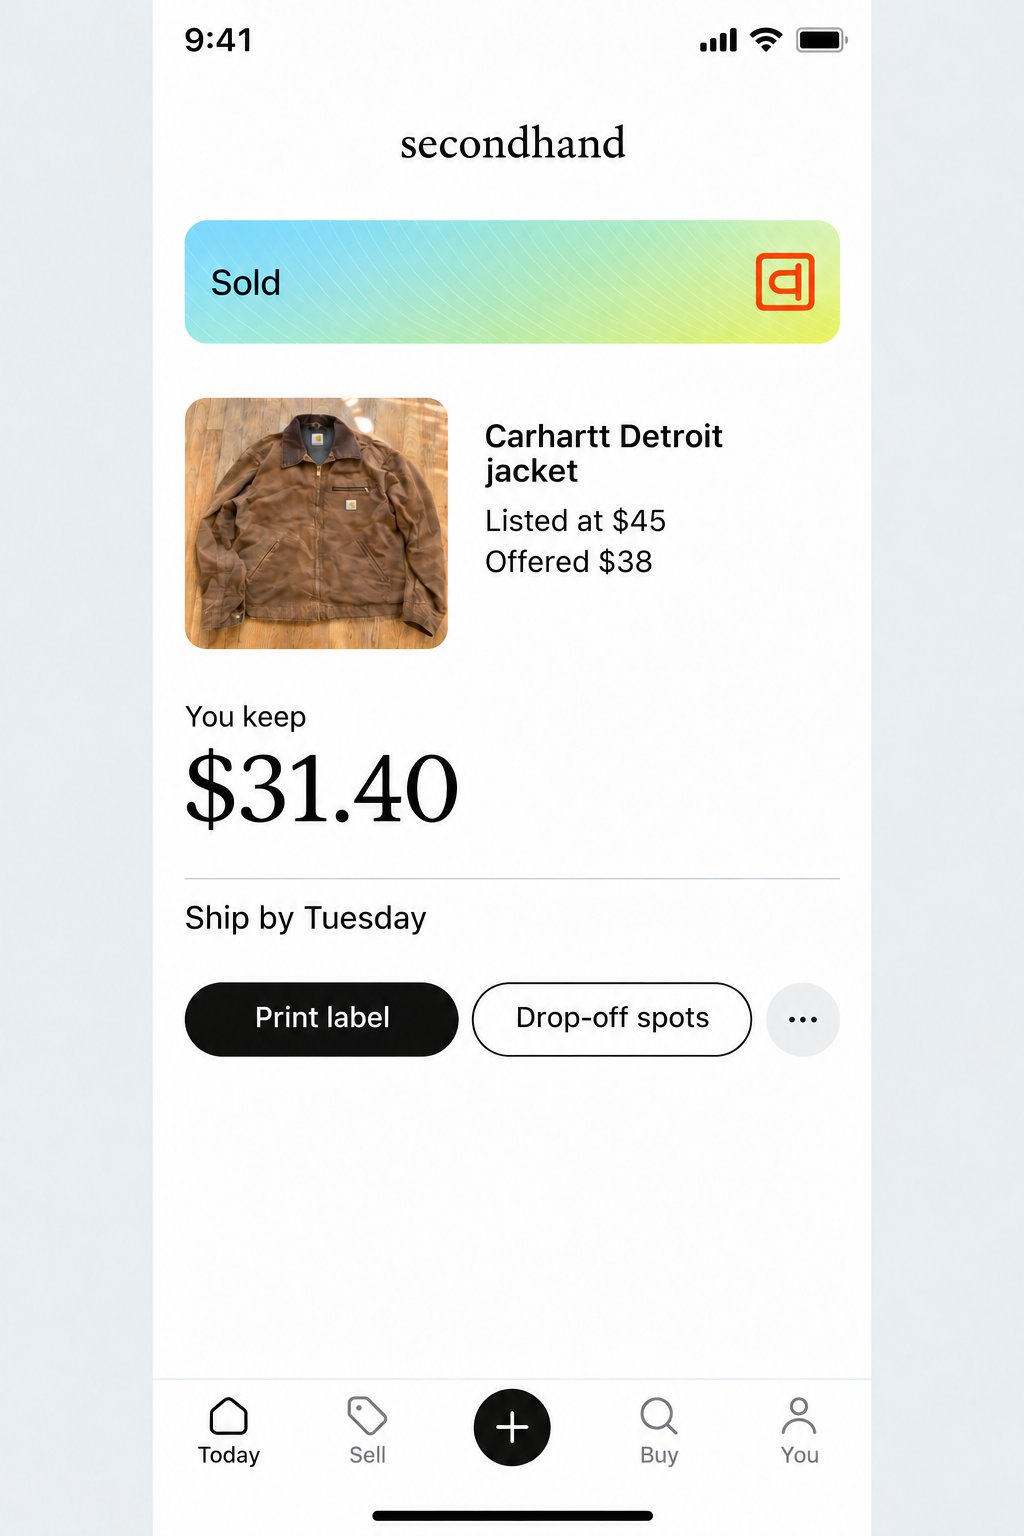 9:41
secondhand
Sold
Carhartt Detroit
jacket
Listed at $45
Offered $38
You keep
$31.40
Ship by Tuesday
Print label
Drop-off spots
Today
Sell
Buy
You